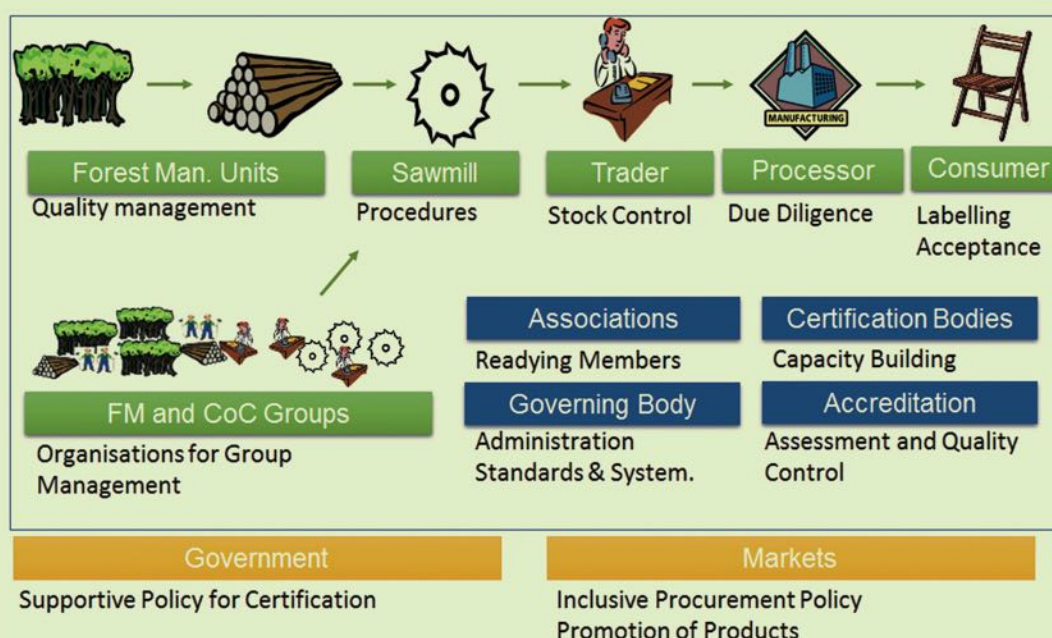 MANUFACTURING
Forest Man. Units
Sawmill
Trader
Processor
Consumer
Quality management
Procedures
Stock Control
Due Diligence
Labelling
Acceptance
Associations
Certification Bodies
Readying Members
Capacity Building
Governing Body
Accreditation
FM and CoC Groups
Administration
Standards & System.
Assessment and Quality
Control
Organisations for Group
Management
Government
Markets
Supportive Policy for Certification
Inclusive Procurement Policy
Promotion of Products